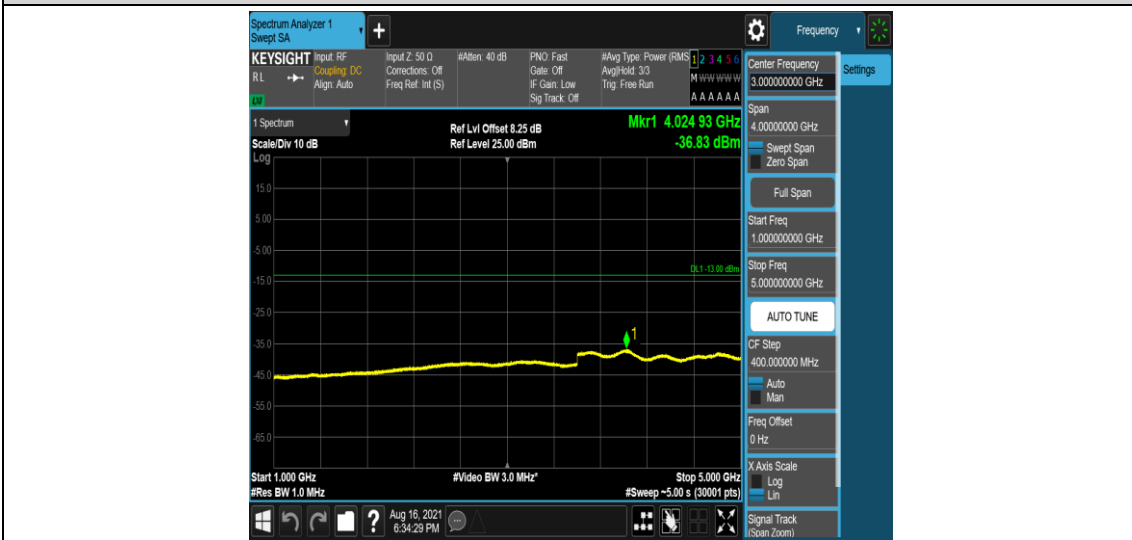 Spectrum Analyzer 1
Swept SA
+
Frequency
KEYSIGHT
RL
LXI
Input: RF
Coupling: DC
Align: Auto
Input Z: 50 Ω
Corrections: Off
Freq Ref: Int (S)
#Atten: 40 dB
PNO: Fast
Gate: Off
IF Gain: Low
Sig Track: Off
#Avg Type: Power (RMS
Avg|Hold: 3/3
Trig: Free Run
1 2 3 4 5 6
M W W W W W
A A A A A A
1 Spectrum
Scale/Div 10 dB
Log
Ref Lvl Offset 8.25 dB
Ref Level 25.00 dBm
Mkr1 4.024 93 GHz
-36.83 dBm
15.0
5.00
-5.00
DL1 -13.00 dBm
-15.0
-25.0
1
-35.0
-45.0
-55.0
-65.0
Start 1.000 GHz
#Res BW 1.0 MHz
#Video BW 3.0 MHz*
Stop 5.000 GHz
#Sweep ~5.00 s (30001 pts)
?
Aug 16, 2021
6:34:29 PM
Center Frequency
3.000000000 GHz
Settings
Span
4.00000000 GHz
Swept Span
Zero Span
Full Span
Start Freq
1.000000000 GHz
Stop Freq
5.000000000 GHz
AUTO TUNE
CF Step
400.000000 MHz
Auto
Man
Freq Offset
0 Hz
X Axis Scale
Log
Lin
Signal Track
(Span Zoom)